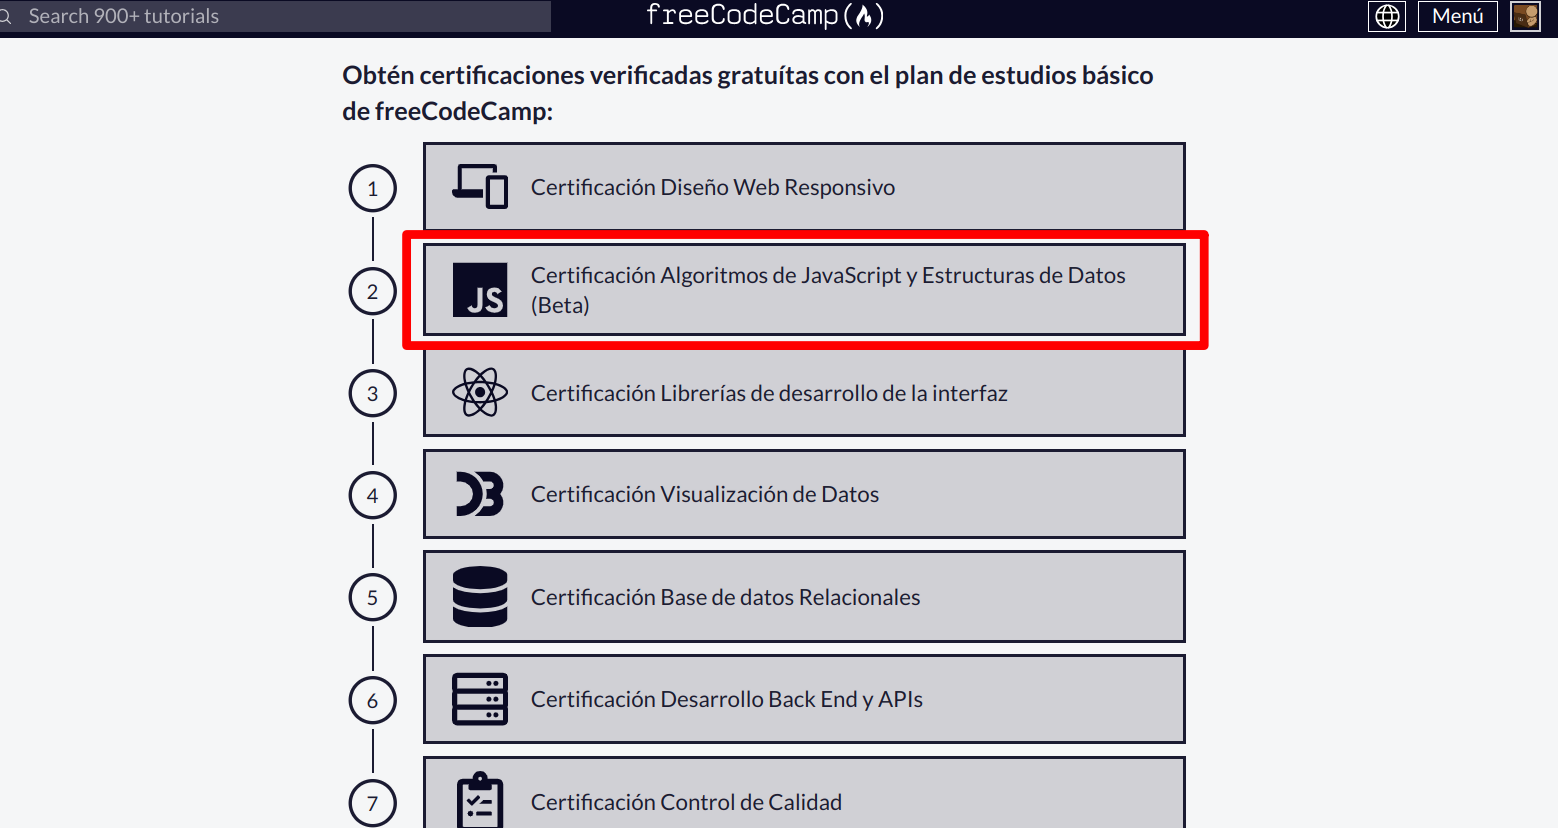 Search 900+ tutorials
freeCodeCamp(🔥)
Menú
Obtén certificaciones verificadas gratuítas con el plan de estudios básico
de freeCodeCamp:
1
Certificación Diseño Web Responsivo
2
JS
Certificación Algoritmos de JavaScript y Estructuras de Datos
(Beta)
3
Certificación Librerías de desarrollo de la interfaz
4
Certificación Visualización de Datos
5
Certificación Base de datos Relacionales
6
Certificación Desarrollo Back End y APIs
7
Certificación Control de Calidad